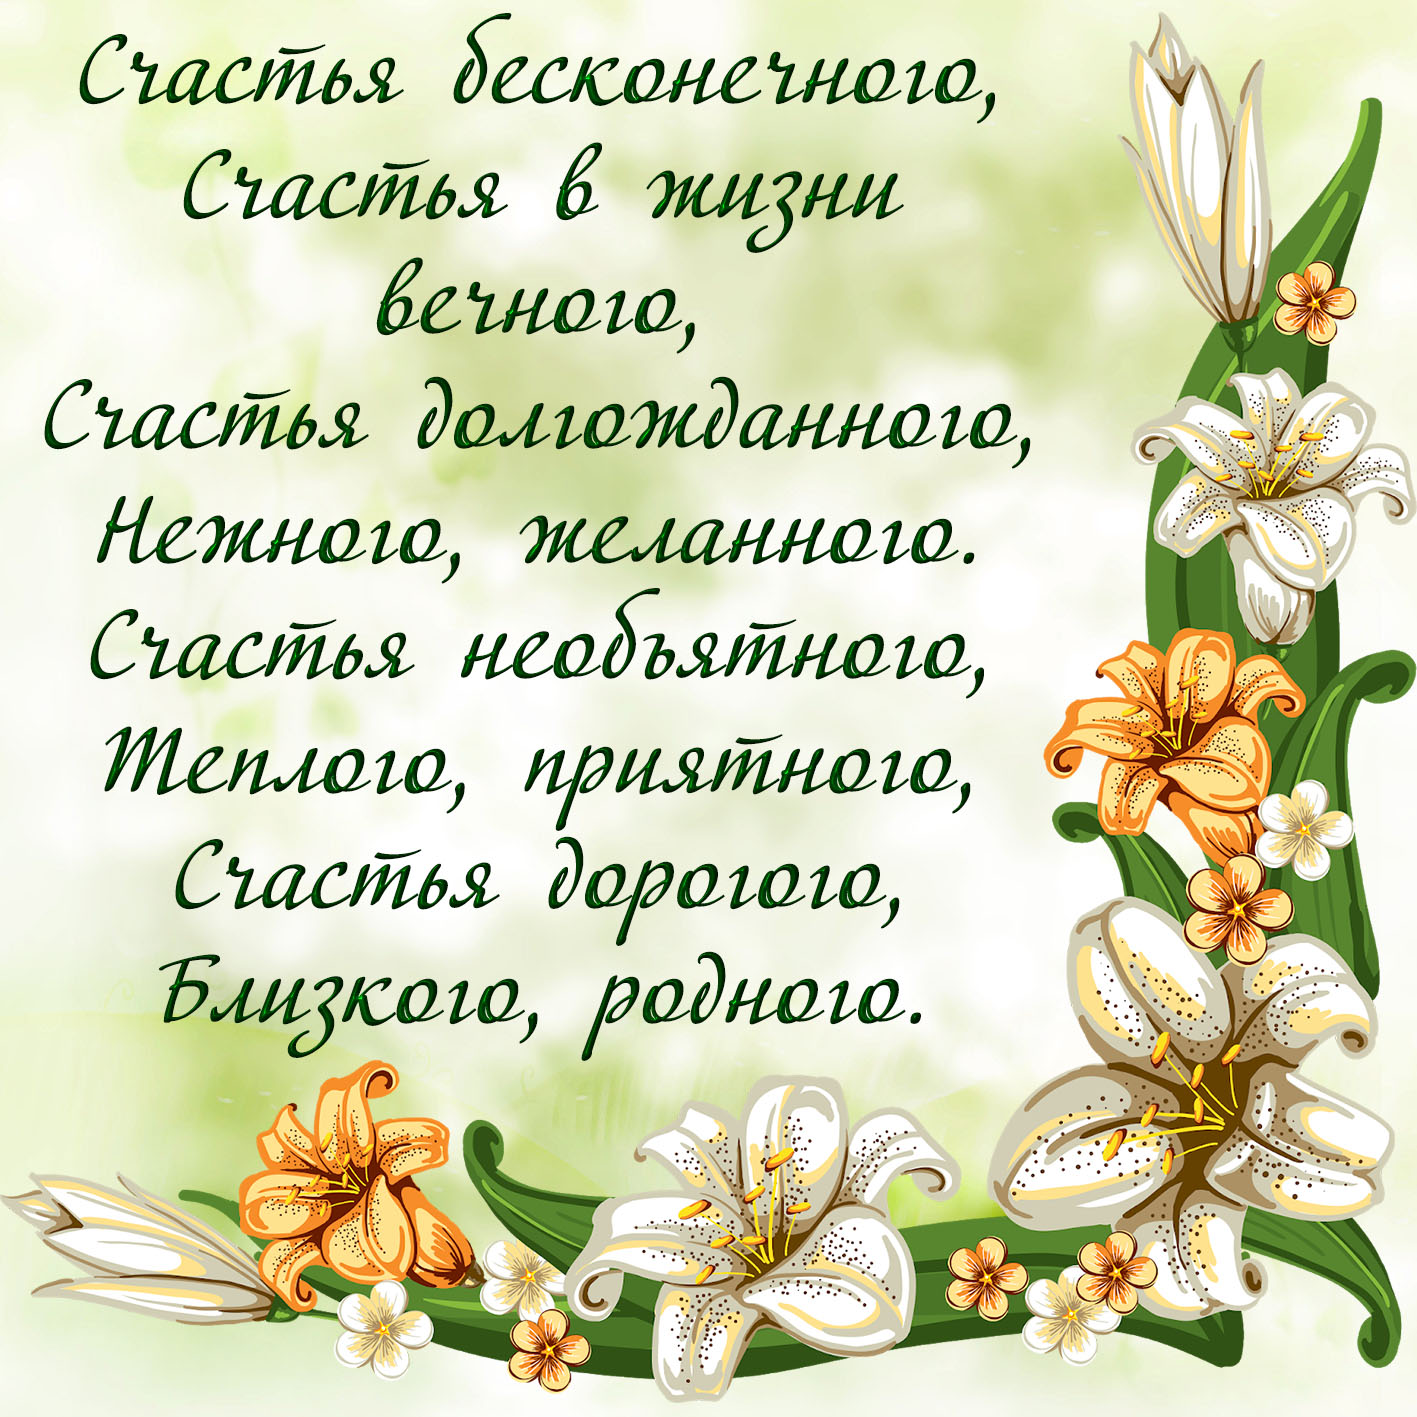 Счастья бесконечного,
Счастья в жизни
вечного,
Счастья долгожданного,
Нежного, желанного.
Счастья необъятного,
Теплого, приятного,
Счастья дорогого,
Близкого, родного.